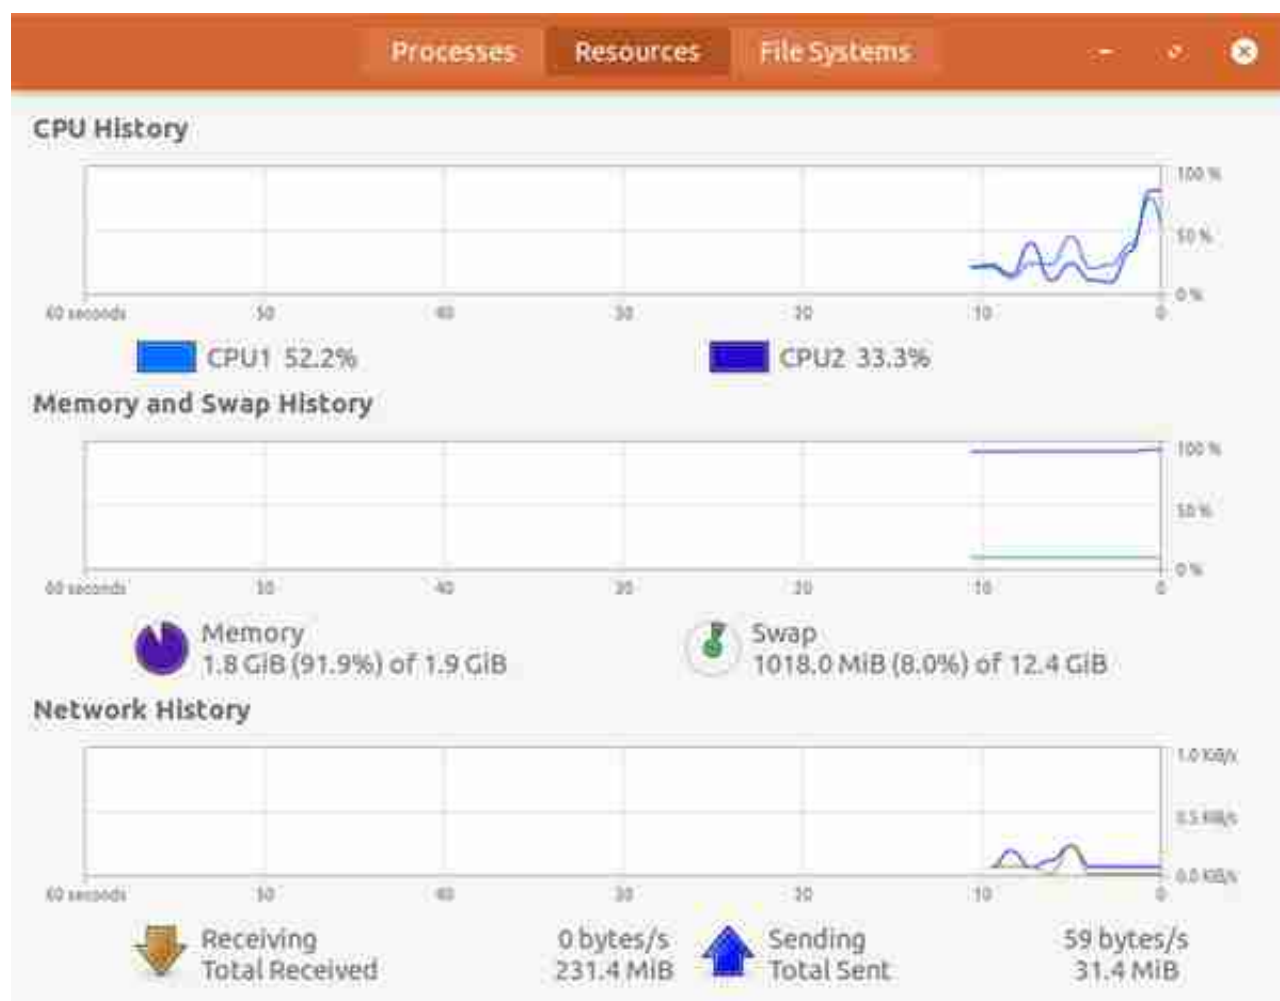 Processes Resources File Systems
CPU History
100 %
50 %
0 %
60 seconds 50 40 30 20 10 0
CPU1 52.2% CPU2 33.3%
Memory and Swap History
100 %
50 %
0 %
60 seconds 50 40 30 20 10 0
Memory Swap
1.8 GiB (91.9%) of 1.9 GiB 1018.0 MiB (8.0%) of 12.4 GiB
Network History
1.0 KiB/s
0.5 KiB/s
0.0 KiB/s
60 seconds 50 40 30 20 10 0
Receiving 0 bytes/s Sending 59 bytes/s
Total Received 231.4 MiB Total Sent 31.4 MiB